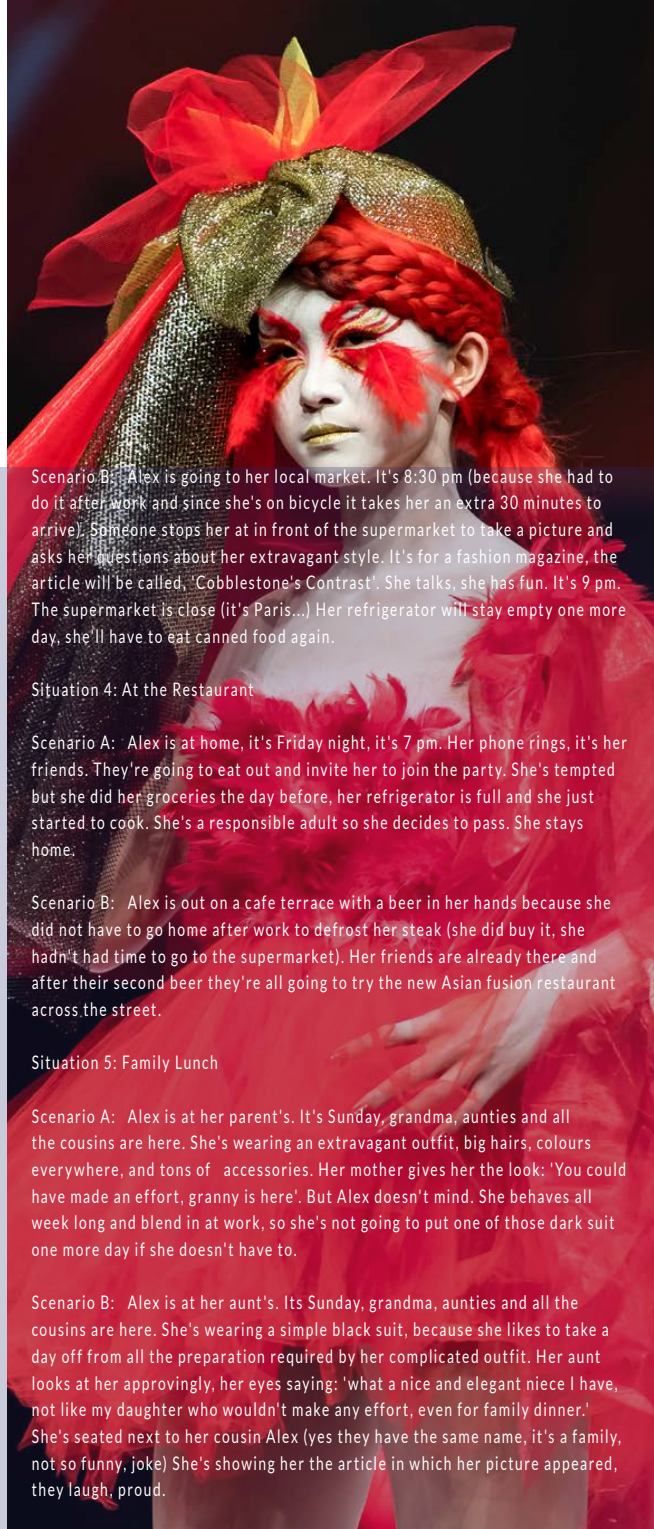 Scenario B:  Alex is going to her local market. It's 8:30 pm (because she had to
do it after work and since she's on bicycle it takes her an extra 30 minutes to
arrive). Someone stops her at in front of the supermarket to take a picture and
asks her questions about her extravagant style. It's for a fashion magazine, the
article will be called, 'Cobblestone's Contrast'. She talks, she has fun. It's 9 pm.
The supermarket is close (it's Paris...) Her refrigerator will stay empty one more
day, she'll have to eat canned food again.
Situation 4: At the Restaurant
Scenario A:  Alex is at home, it's Friday night, it's 7 pm. Her phone rings, it's her
friends. They're going to eat out and invite her to join the party. She's tempted
but she did her groceries the day before, her refrigerator is full and she just
started to cook. She's a responsible adult so she decides to pass. She stays
home.
Scenario B:  Alex is out on a cafe terrace with a beer in her hands because she
did not have to go home after work to defrost her steak (she did buy it, she
hadn't had time to go to the supermarket). Her friends are already there and
after their second beer they're all going to try the new Asian fusion restaurant
across the street.
Situation 5: Family Lunch
Scenario A:  Alex is at her parent's. It's Sunday, grandma, aunties and all
the cousins are here. She's wearing an extravagant outfit, big hairs, colours
everywhere, and tons of  accessories. Her mother gives her the look: 'You could
have made an effort, granny is here'. But Alex doesn't mind. She behaves all
week long and blend in at work, so she's not going to put one of those dark suit
one more day if she doesn't have to.
Scenario B:  Alex is at her aunt's. Its Sunday, grandma, aunties and all the
cousins are here. She's wearing a simple black suit, because she likes to take a
day off from all the preparation required by her complicated outfit. Her aunt
looks at her approvingly, her eyes saying: 'what a nice and elegant niece I have,
not like my daughter who wouldn't make any effort, even for family dinner.'
She's seated next to her cousin Alex (yes they have the same name, it's a family,
not so funny, joke) She's showing her the article in which her picture appeared,
they laugh, proud.